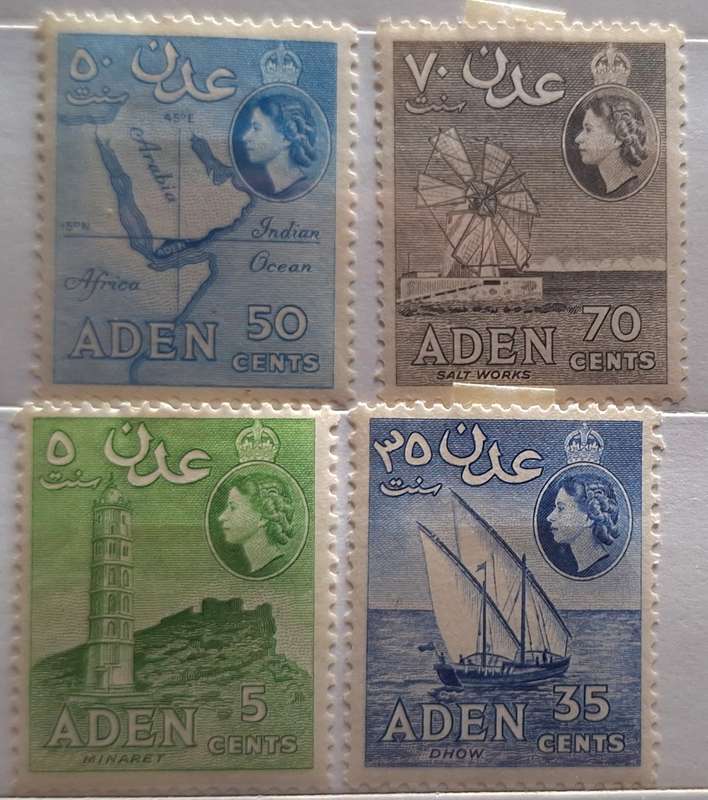 ٥٠ عدن
سنت
45°E
Arabia
15°N
ADEN
Indian
Ocean
Africa
ADEN 50
CENTS
٧٠ عدن
سنت
ADEN 70
CENTS
SALT WORKS
٥ عدن
سنت
ADEN 5
CENTS
MINARET
٣٥ عدن
سنت
ADEN 35
CENTS
DHOW